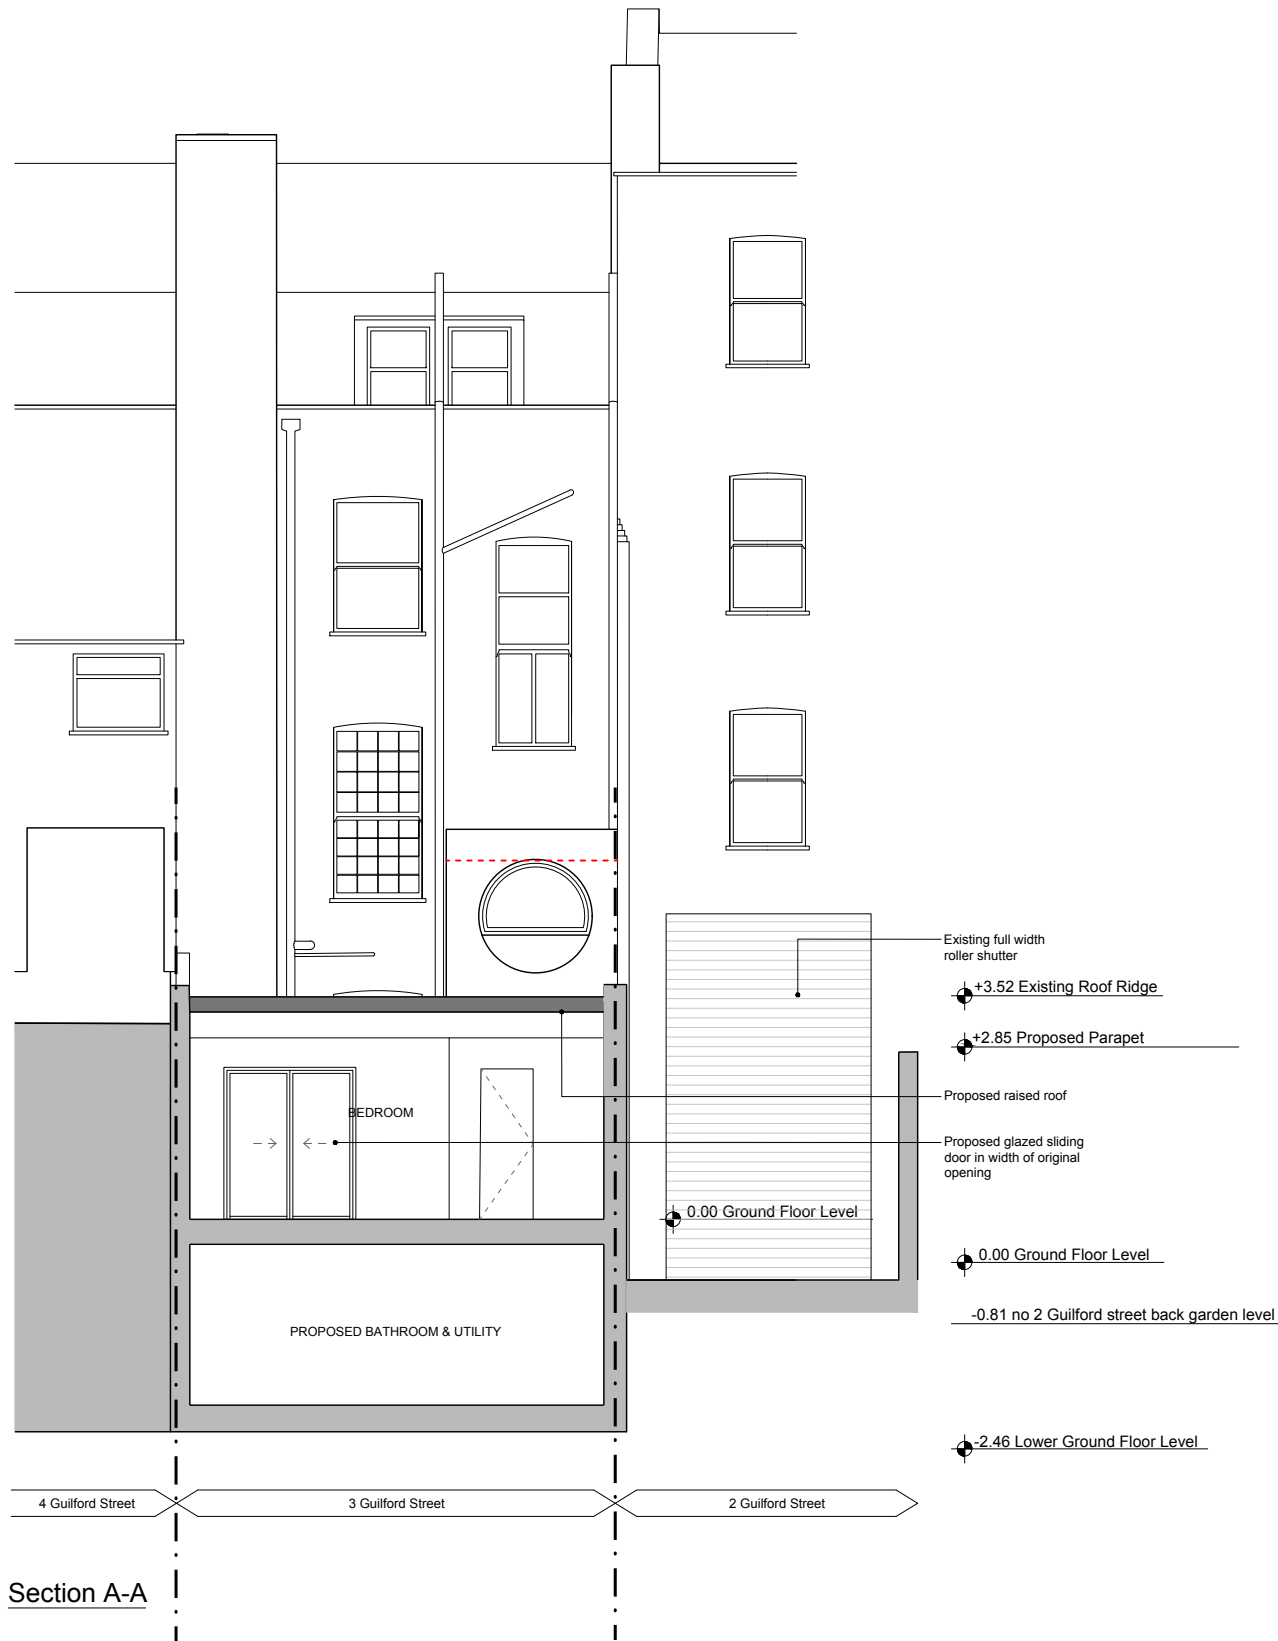 Existing full width
roller shutter
+3.52 Existing Roof Ridge
+2.85 Proposed Parapet
Proposed raised roof
BEDROOM
Proposed glazed sliding
door in width of original
opening
0.00 Ground Floor Level
0.00 Ground Floor Level
-0.81 no 2 Guilford street back garden level
PROPOSED BATHROOM & UTILITY
-2.46 Lower Ground Floor Level
4 Guilford Street
3 Guilford Street
2 Guilford Street
Section A-A